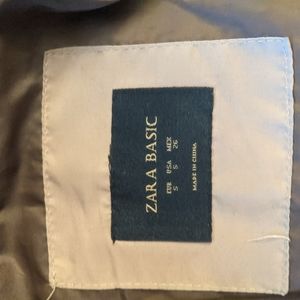 ZARA BASIC
EUR USA MEX
S S 26
MADE IN CHINA